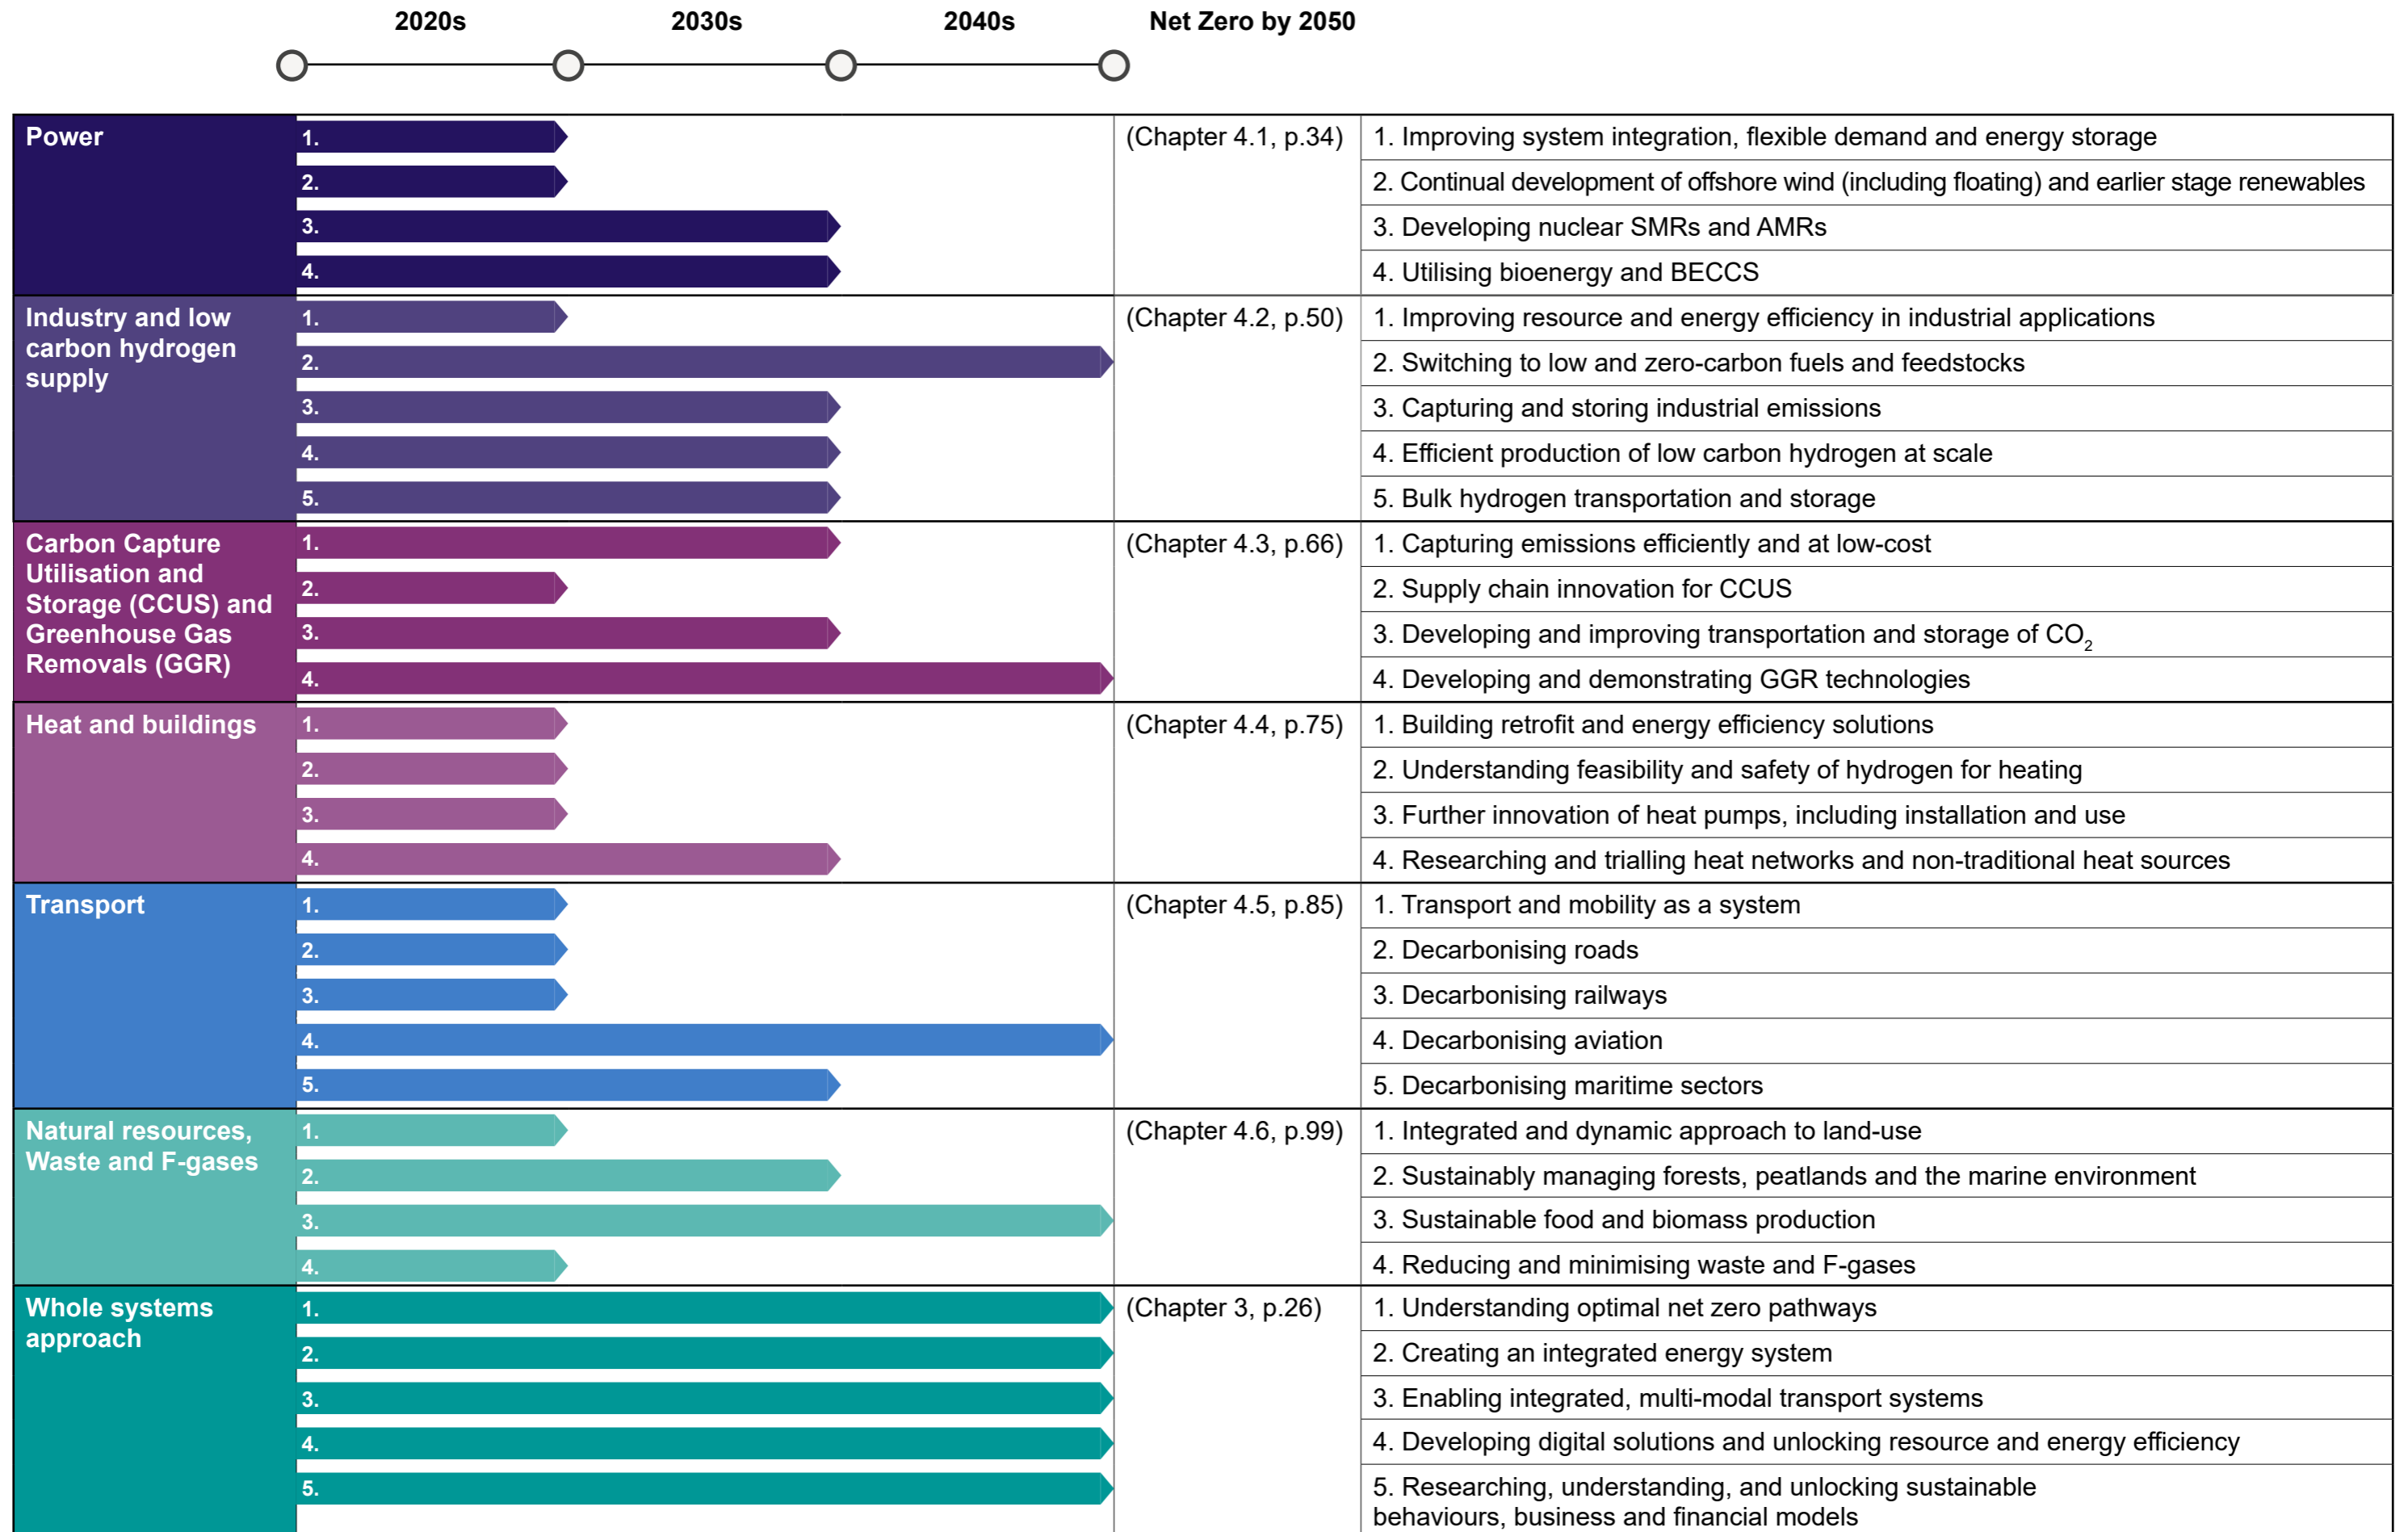 2020s 2030s 2040s Net Zero by 2050
Power
1.
2.
3.
4.
(Chapter 4.1, p.34)
1. Improving system integration, flexible demand and energy storage
2. Continual development of offshore wind (including floating) and earlier stage renewables
3. Developing nuclear SMRs and AMRs
4. Utilising bioenergy and BECCS
Industry and low
carbon hydrogen
supply
1.
2.
3.
4.
5.
(Chapter 4.2, p.50)
1. Improving resource and energy efficiency in industrial applications
2. Switching to low and zero-carbon fuels and feedstocks
3. Capturing and storing industrial emissions
4. Efficient production of low carbon hydrogen at scale
5. Bulk hydrogen transportation and storage
Carbon Capture
Utilisation and
Storage (CCUS) and
Greenhouse Gas
Removals (GGR)
1.
2.
3.
4.
(Chapter 4.3, p.66)
1. Capturing emissions efficiently and at low-cost
2. Supply chain innovation for CCUS
3. Developing and improving transportation and storage of CO₂
4. Developing and demonstrating GGR technologies
Heat and buildings
1.
2.
3.
4.
(Chapter 4.4, p.75)
1. Building retrofit and energy efficiency solutions
2. Understanding feasibility and safety of hydrogen for heating
3. Further innovation of heat pumps, including installation and use
4. Researching and trialling heat networks and non-traditional heat sources
Transport
1.
2.
3.
4.
5.
(Chapter 4.5, p.85)
1. Transport and mobility as a system
2. Decarbonising roads
3. Decarbonising railways
4. Decarbonising aviation
5. Decarbonising maritime sectors
Natural resources,
Waste and F-gases
1.
2.
3.
4.
(Chapter 4.6, p.99)
1. Integrated and dynamic approach to land-use
2. Sustainably managing forests, peatlands and the marine environment
3. Sustainable food and biomass production
4. Reducing and minimising waste and F-gases
Whole systems
approach
1.
2.
3.
4.
5.
(Chapter 3, p.26)
1. Understanding optimal net zero pathways
2. Creating an integrated energy system
3. Enabling integrated, multi-modal transport systems
4. Developing digital solutions and unlocking resource and energy efficiency
5. Researching, understanding, and unlocking sustainable
behaviours, business and financial models